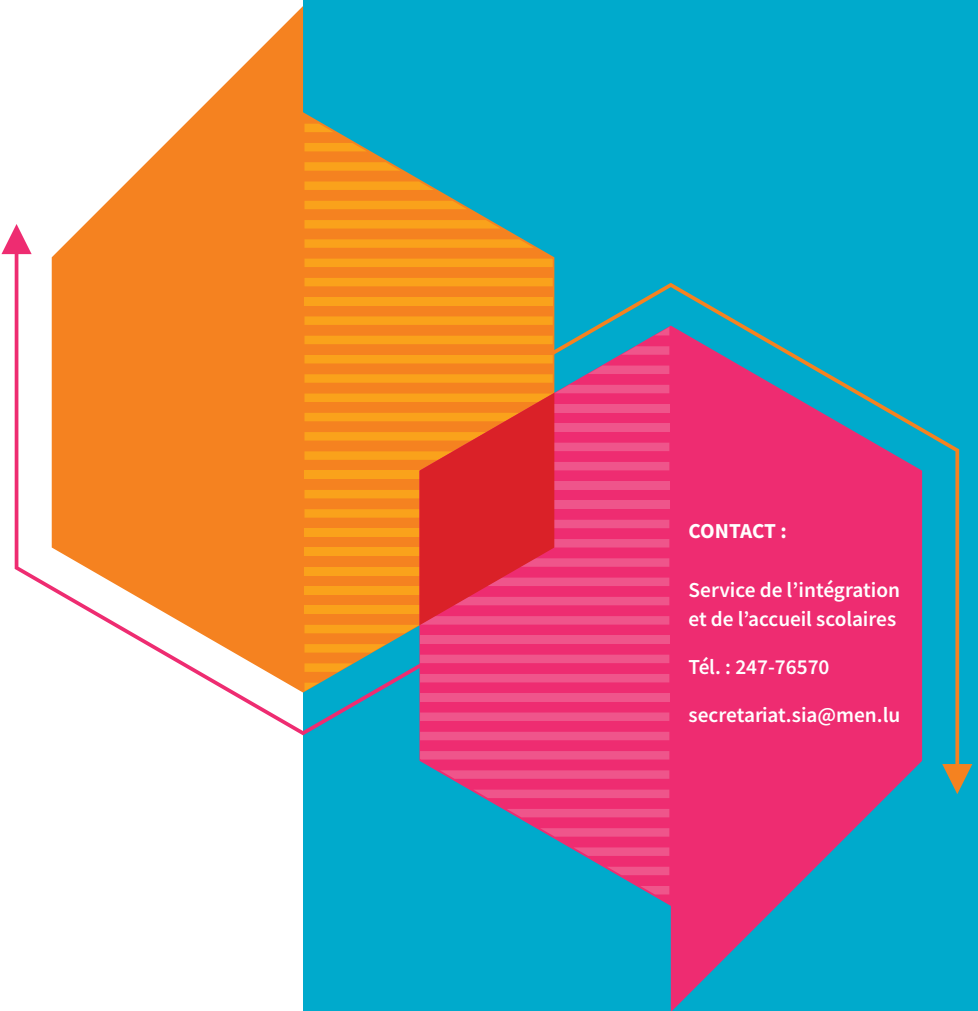 CONTACT :
Service de l’intégration
et de l’accueil scolaires
Tél. : 247-76570
secretariat.sia@men.lu